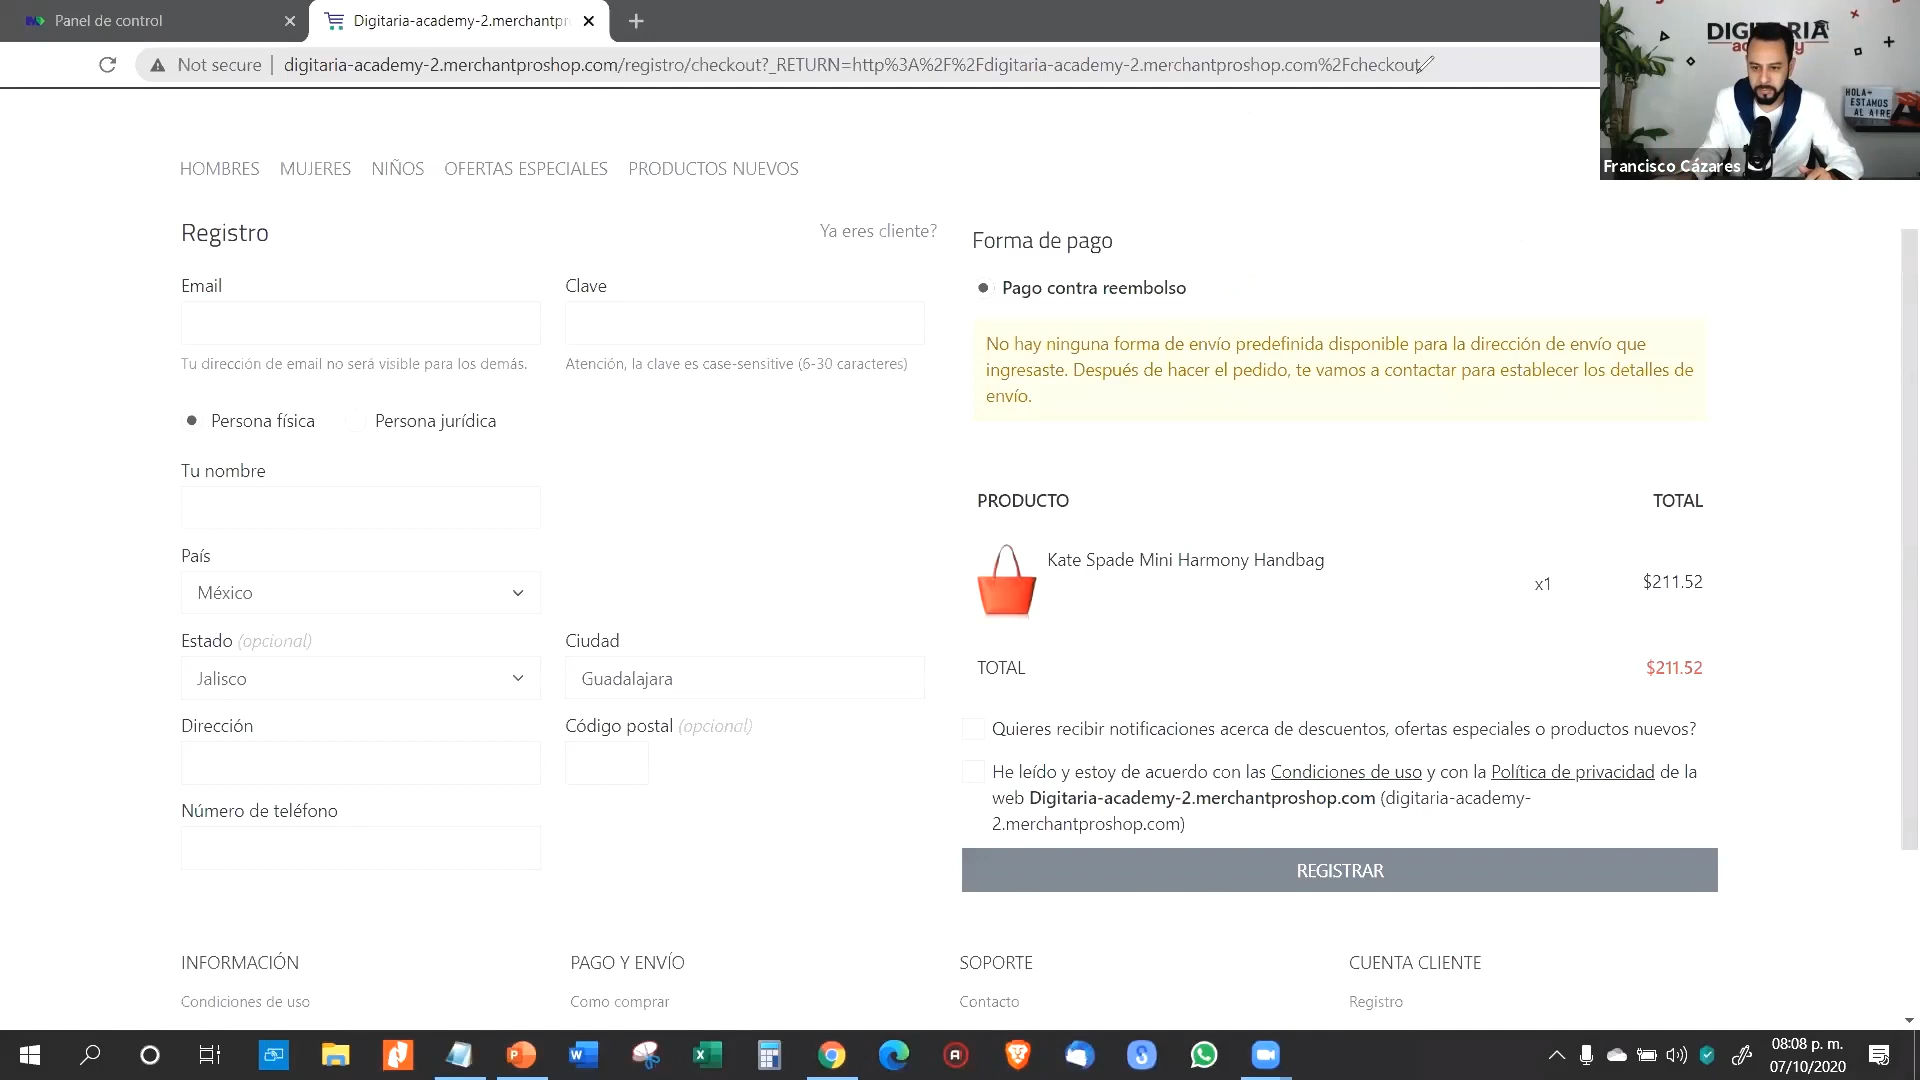 Panel de control
Digitaria-academy-2.merchantpr
Not secure | digitaria-academy-2.merchantproshop.com/registro/checkout?_RETURN=http%3A%2F%2Fdigitaria-academy-2.merchantproshop.com%2Fcheckout
DIGITARIA
HOLA
ESTAMOS
AL AIRE
Francisco Cázares
HOMBRES MUJERES NIÑOS OFERTAS ESPECIALES PRODUCTOS NUEVOS
Registro
Ya eres cliente?
Email
Clave
Tu dirección de email no será visible para los demás.
Atención, la clave es case-sensitive (6-30 caracteres)
Persona física
Persona jurídica
Tu nombre
País
México
Estado (opcional)
Ciudad
Jalisco
Guadalajara
Dirección
Código postal (opcional)
Número de teléfono
Forma de pago
Pago contra reembolso
No hay ninguna forma de envío predefinida disponible para la dirección de envío que
ingresaste. Después de hacer el pedido, te vamos a contactar para establecer los detalles de
envío.
PRODUCTO TOTAL
Kate Spade Mini Harmony Handbag
x1 $211.52
TOTAL $211.52
Quieres recibir notificaciones acerca de descuentos, ofertas especiales o productos nuevos?
He leído y estoy de acuerdo con las Condiciones de uso y con la Política de privacidad de la
web Digitaria-academy-2.merchantproshop.com (digitaria-academy-
2.merchantproshop.com)
REGISTRAR
INFORMACIÓN
PAGO Y ENVÍO
SOPORTE
CUENTA CLIENTE
Condiciones de uso
Como comprar
Contacto
Registro
08:08 p. m.
07/10/2020